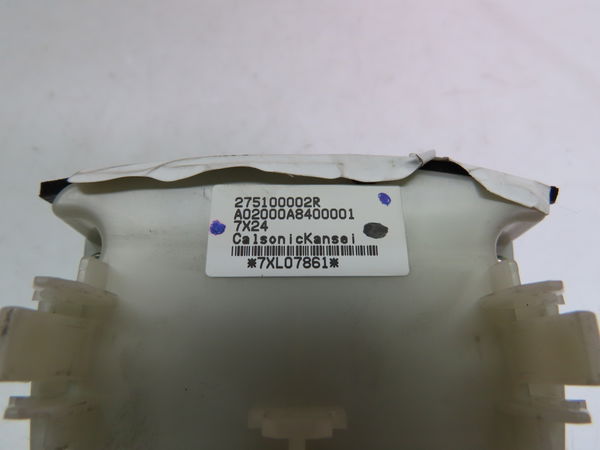 275100002R
A02000A8400001
7X24
CalsonicKansei
*7XL07861*